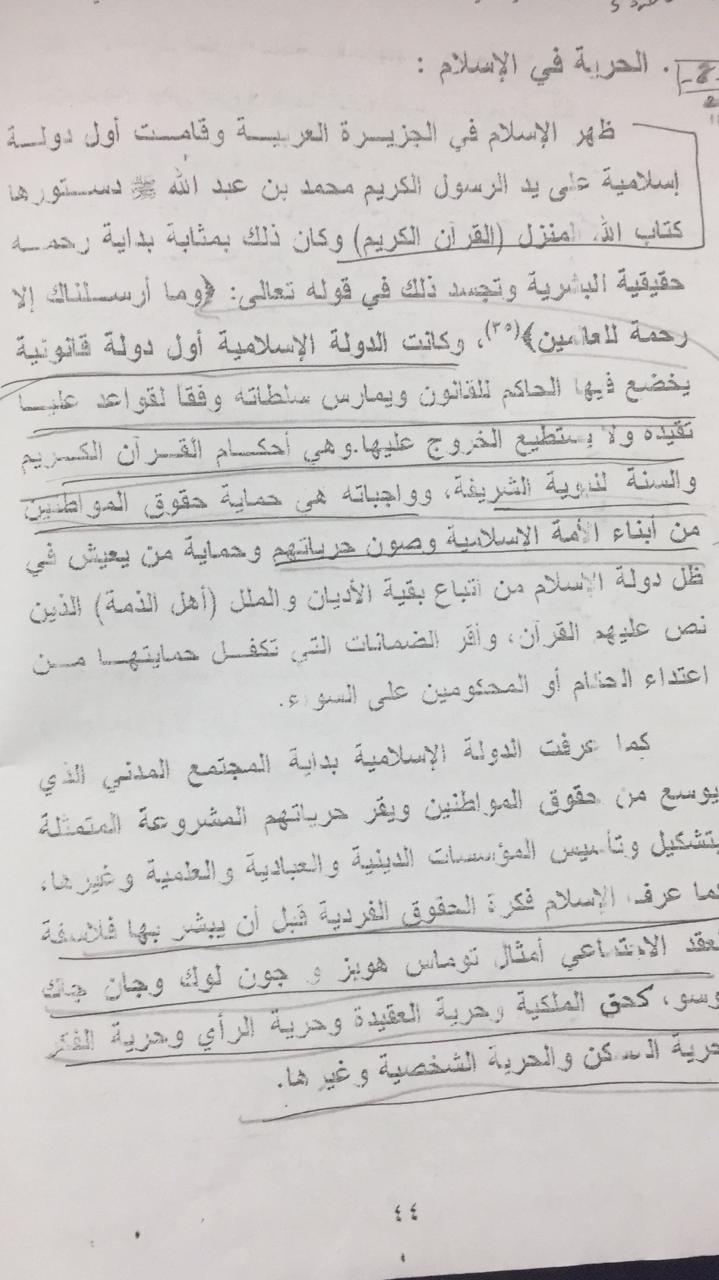 . الحرية في الإسلام :
ظهر الإسلام في الجزيرة العربية وقامت أول دولة
إسلامية على يد الرسول الكريم محمد بن عبد الله ﷺ دستورها
كتاب الله المنزل (القرآن الكريم) وكان ذلك بمثابة بداية رحمه
حقيقية البشرية وتجسد ذلك في قوله تعالى: ﴿وما أرسلناك إلا
رحمة للعالمين﴾(٣٥)، وكانت الدولة الإسلامية أول دولة قانونية
يخضع فيها الحاكم للقانون ويمارس سلطاته وفقا لقواعد عليا
تقيده ولا يستطيع الخروج عليها.وهي أحكام القرآن الكريم
والسنة لنبوية الشريفة، وواجباته هي حماية حقوق المواطنين
من أبناء الأمة الاسلامية وصون حرياتهم وحماية من يعيش في
ظل دولة الإسلام من أتباع بقية الأديان والملل (أهل الذمة) الذين
نص عليهم القرآن، وأقر الضمانات التي تكفل حمايتها من
اعتداء الحكام أو المحكومين على السواء.
كما عرفت الدولة الإسلامية بداية المجتمع المدني الذي
يوسع من حقوق المواطنين ويقر حرياتهم المشروعة المتمثلة
بتشكيل وتأسيس المؤسسات الدينية والعبادية والعلمية وغيرها،
كما عرف الإسلام فكرة الحقوق الفردية قبل أن يبشر بها فلاسفة
لعقد الاجتماعي أمثال توماس هوبز و جون لوك وجان جاك
وسو، كحق الملكية وحرية العقيدة وحرية الرأي وحرية الفكر
حرية السكن والحرية الشخصية وغيرها.
٤٤